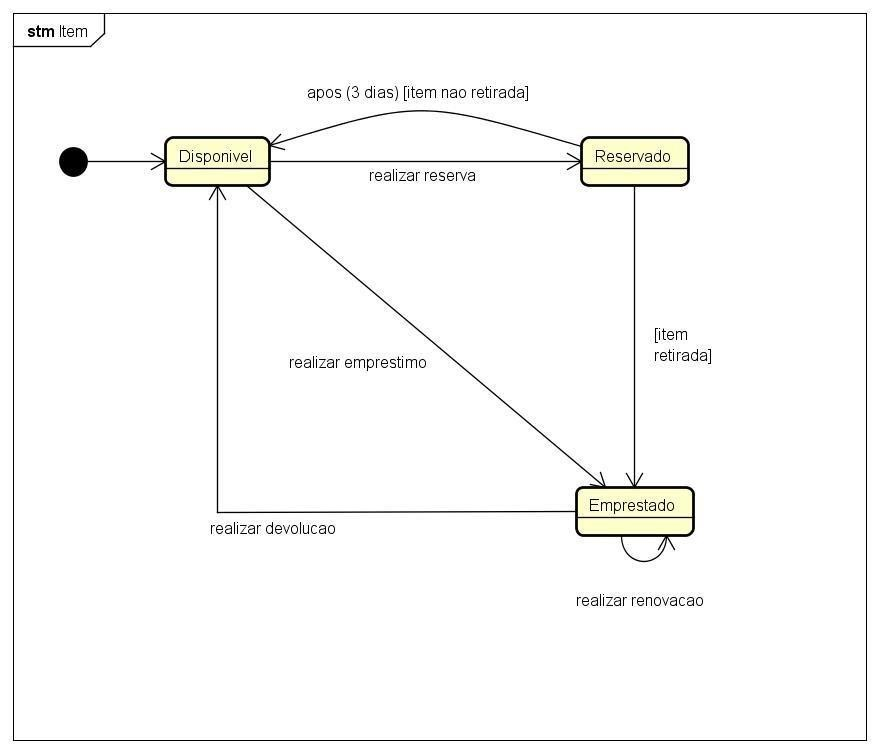 stm Item
apos (3 dias) [item nao retirada]
Disponivel
Reservado
realizar reserva
[item
retirada]
realizar emprestimo
Emprestado
realizar devolucao
realizar renovacao